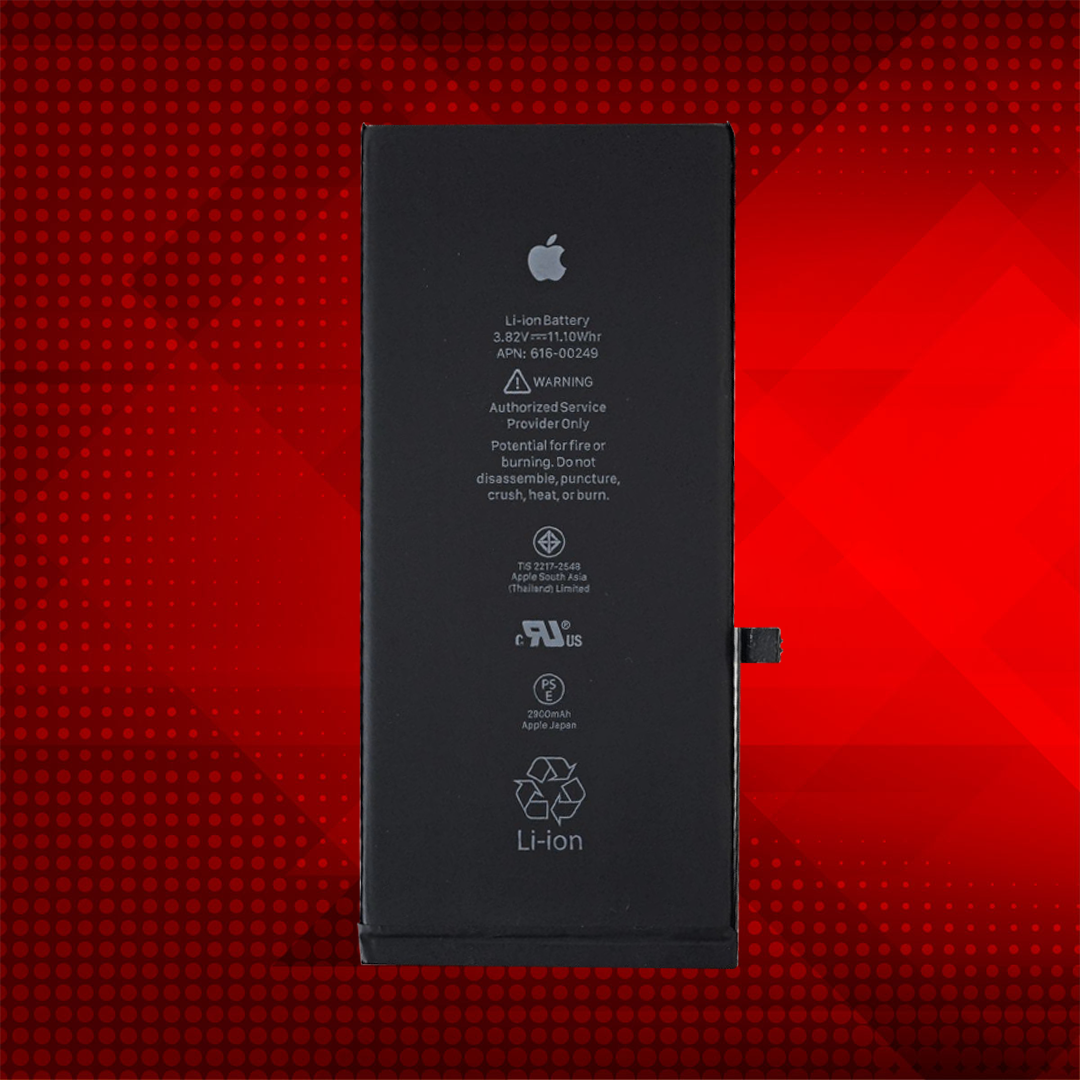 Li-ion Battery
3.82V⎓11.10Whr
APN: 616-00249
WARNING
Authorized Service
Provider Only
Potential for fire or
burning. Do not
disassemble, puncture,
crush, heat, or burn.
TIS 2217-2548
Apple South Asia
(Thailand) Limited
c RU® US
PS
E
2900mAh
Apple Japan
Li-ion